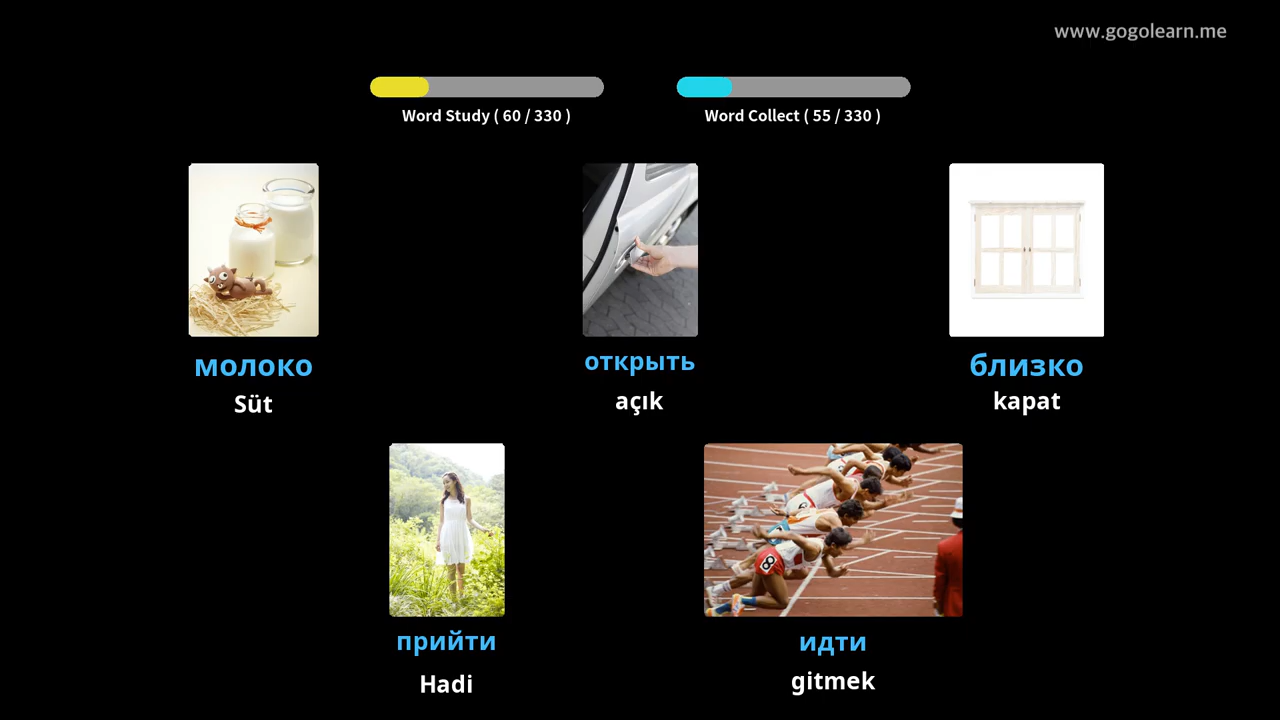 www.gogolearn.me
Word Study ( 60 / 330 )
Word Collect ( 55 / 330 )
молоко
Süt
открыть
açık
близко
kapat
прийти
Hadi
идти
gitmek